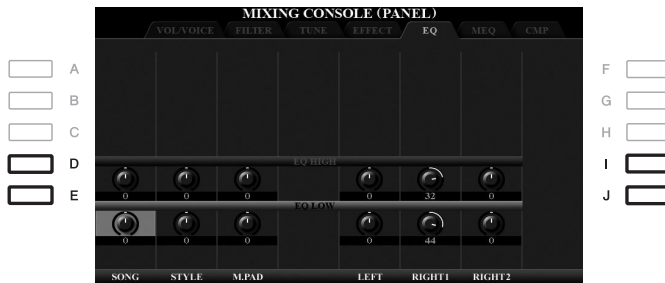 MIXING CONSOLE (PANEL)
VOL/VOICE FILTER TUNE EFFECT EQ MEQ CMP
A F
B G
C H
D I
E J
EQ HIGH
0 0 0 0 32 0
EQ LOW
0 0 0 0 44 0
SONG STYLE M.PAD LEFT RIGHT1 RIGHT2